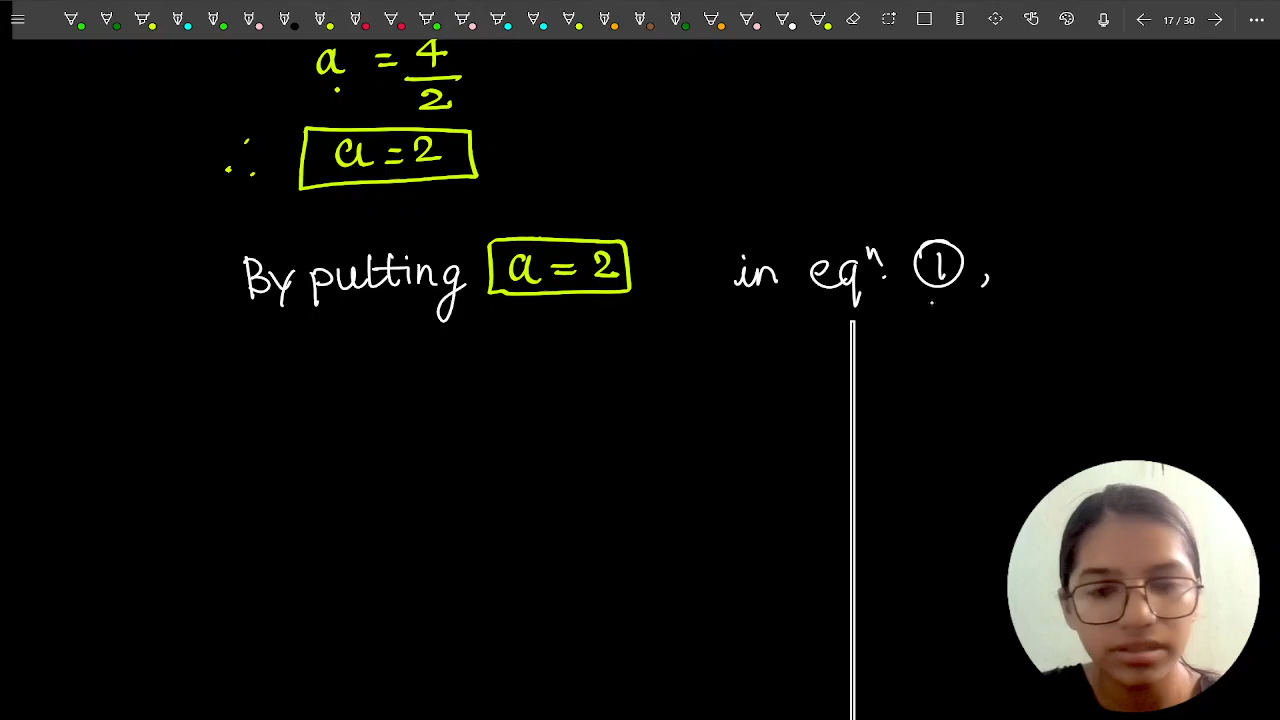 17 / 30
a = 4/2
∴ a = 2
By putting a = 2 in eqⁿ. ①,